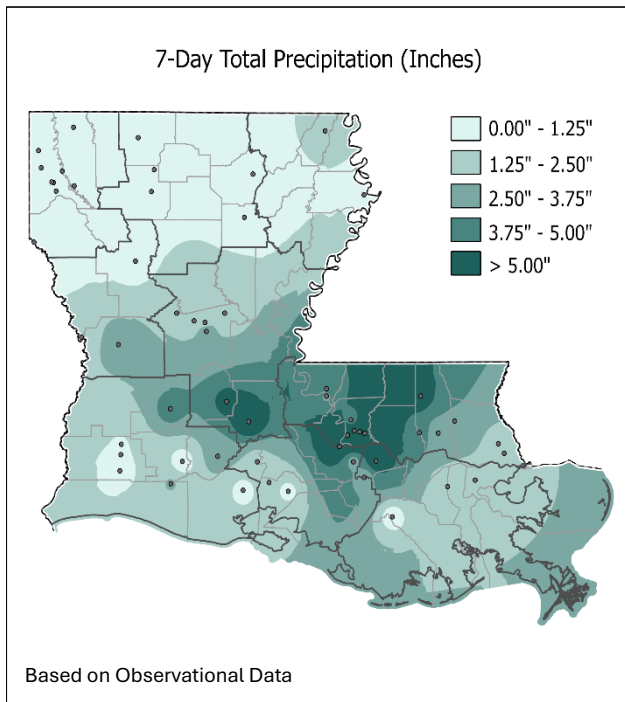 7-Day Total Precipitation (Inches)
0.00" - 1.25"
1.25" - 2.50"
2.50" - 3.75"
3.75" - 5.00"
> 5.00"
Based on Observational Data